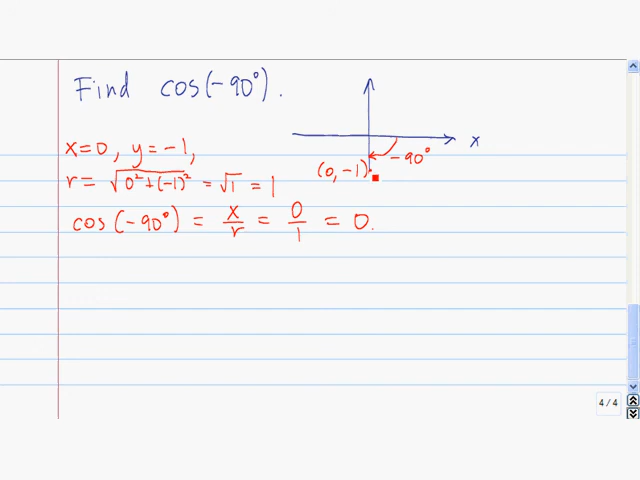 Find cos(-90°).
x
-90°
(0, -1)
x=0, y=-1,
r= √(0²+(-1)²) = √1 = 1
cos(-90°) = x/r = 0/1 = 0.
4/4